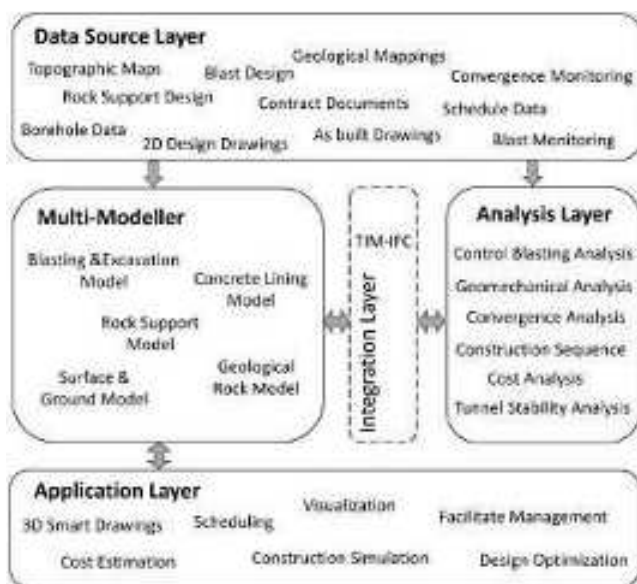 Data Source Layer
Topographic Maps
Blast Design
Geological Mappings
Convergence Monitoring
Rock Support Design
Contract Documents
Schedule Data
Borehole Data
2D Design Drawings
As built Drawings
Blast Monitoring
Multi-Modeller
Blasting &Excavation
Model
Concrete Lining
Model
Rock Support
Model
Surface &
Ground Model
Geological
Rock Model
TIM-IFC
Integration Layer
Analysis Layer
Control Blasting Analysis
Geomechanical Analysis
Convergence Analysis
Construction Sequence
Cost Analysis
Tunnel Stability Analysis
Application Layer
3D Smart Drawings
Scheduling
Visualization
Facilitate Management
Cost Estimation
Construction Simulation
Design Optimization